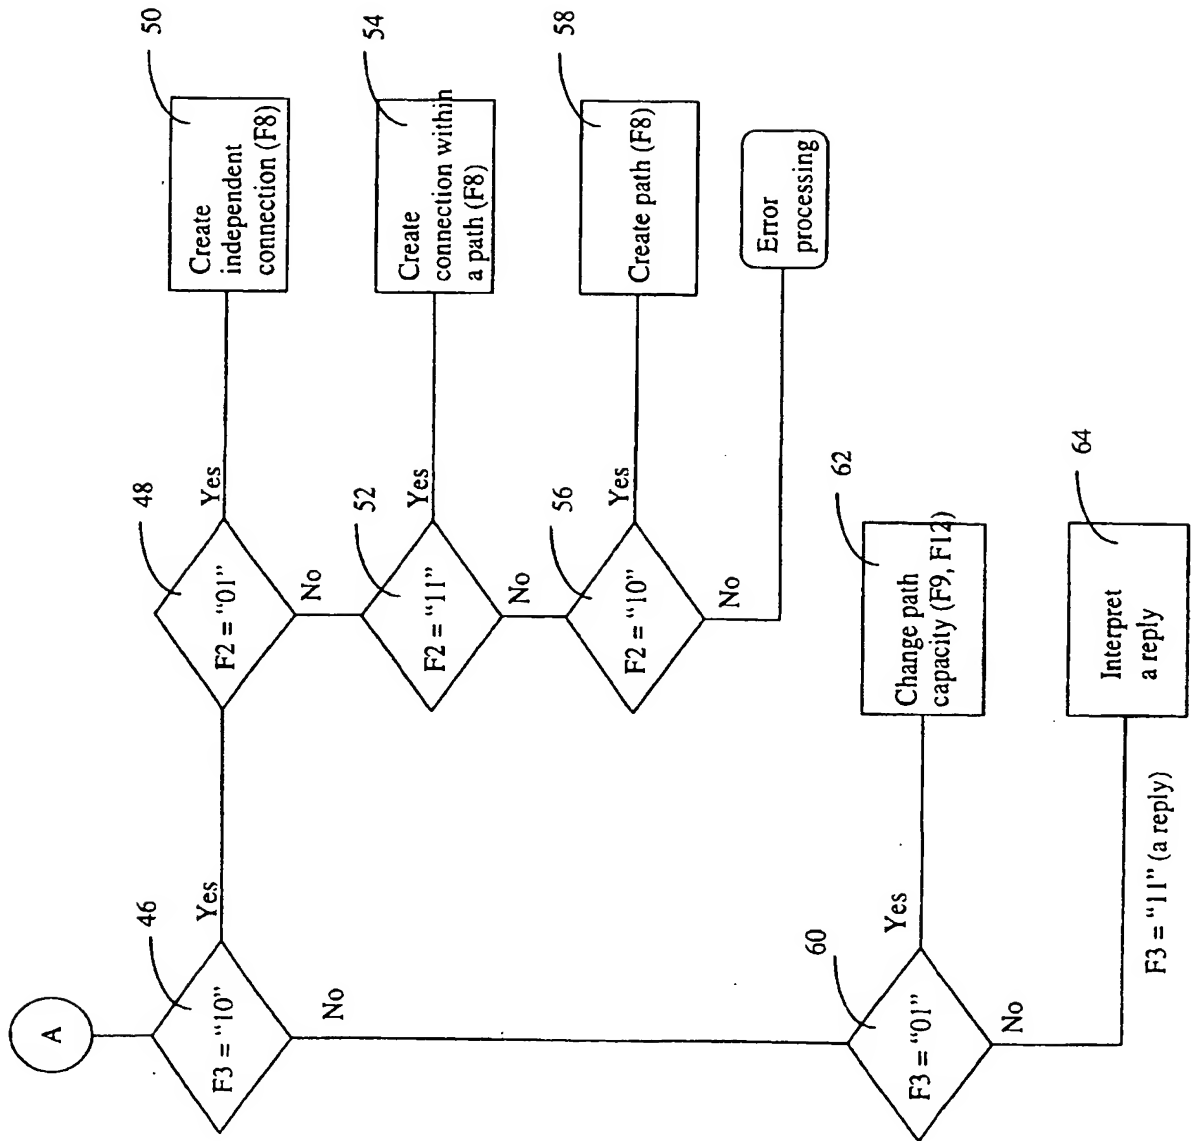 A
46
F3 = "10"
Yes
No
48
F2 = "01"
Yes
No
50
Create
independent
connection (F8)
52
F2 = "11"
Yes
No
54
Create
connection within
a path (F8)
56
F2 = "10"
Yes
No
58
Create path (F8)
Error
processing
60
F3 = "01"
Yes
No
62
Change path
capacity (F9, F12)
F3 = "11" (a reply)
64
Interpret
a reply